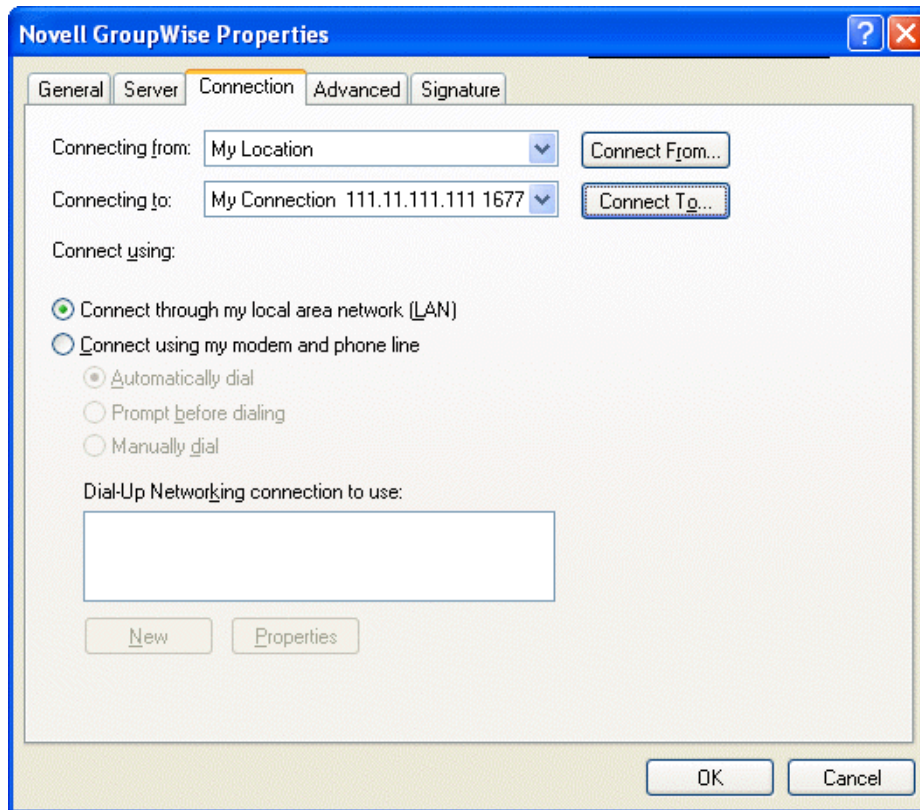 Novell GroupWise Properties
?
General Server Connection Advanced Signature
Connecting from: My Location Connect From...
Connecting to: My Connection 111.11.111.111 1677 Connect To...
Connect using:
Connect through my local area network (LAN)
Connect using my modem and phone line
Automatically dial
Prompt before dialing
Manually dial
Dial-Up Networking connection to use:
New Properties
OK Cancel